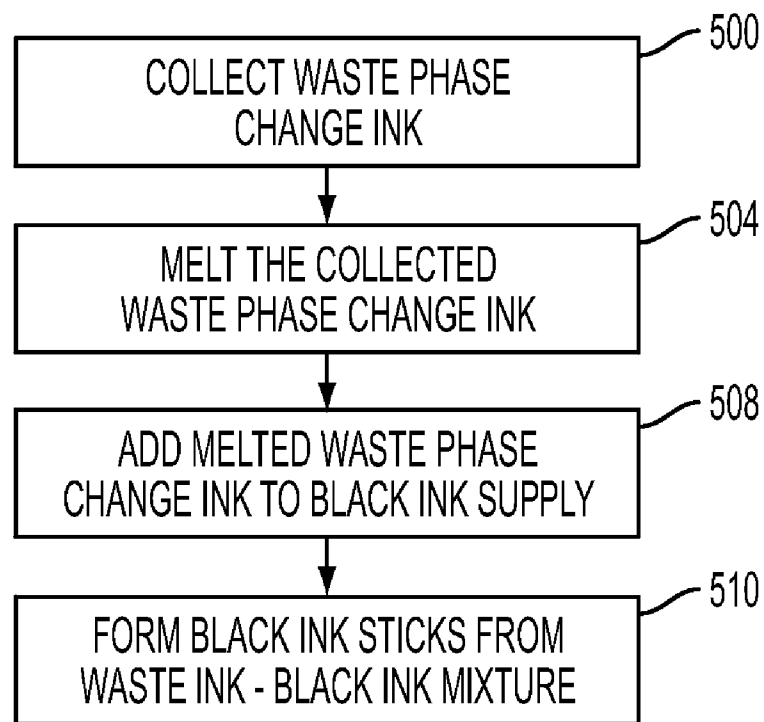 500
COLLECT WASTE PHASE
CHANGE INK
504
MELT THE COLLECTED
WASTE PHASE CHANGE INK
508
ADD MELTED WASTE PHASE
CHANGE INK TO BLACK INK SUPPLY
510
FORM BLACK INK STICKS FROM
WASTE INK - BLACK INK MIXTURE